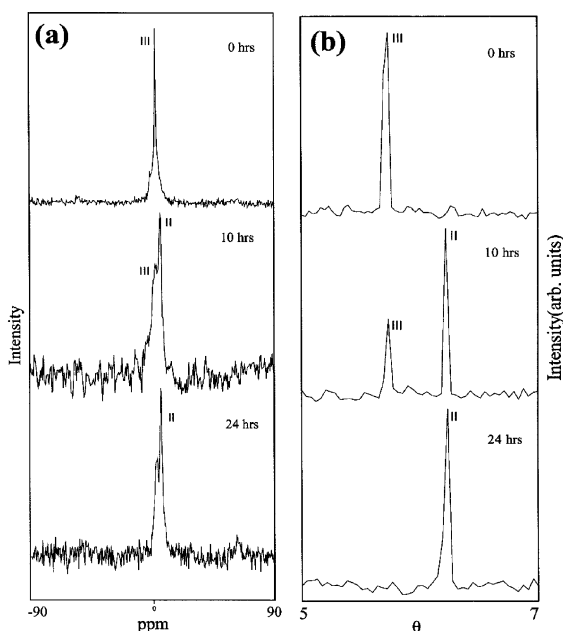 (a)
III
0 hrs
II
III
10 hrs
II
24 hrs
Intensity
-90
0
90
ppm
(b)
III
0 hrs
II
III
10 hrs
II
24 hrs
Intensity(arb. units)
5
7
θ